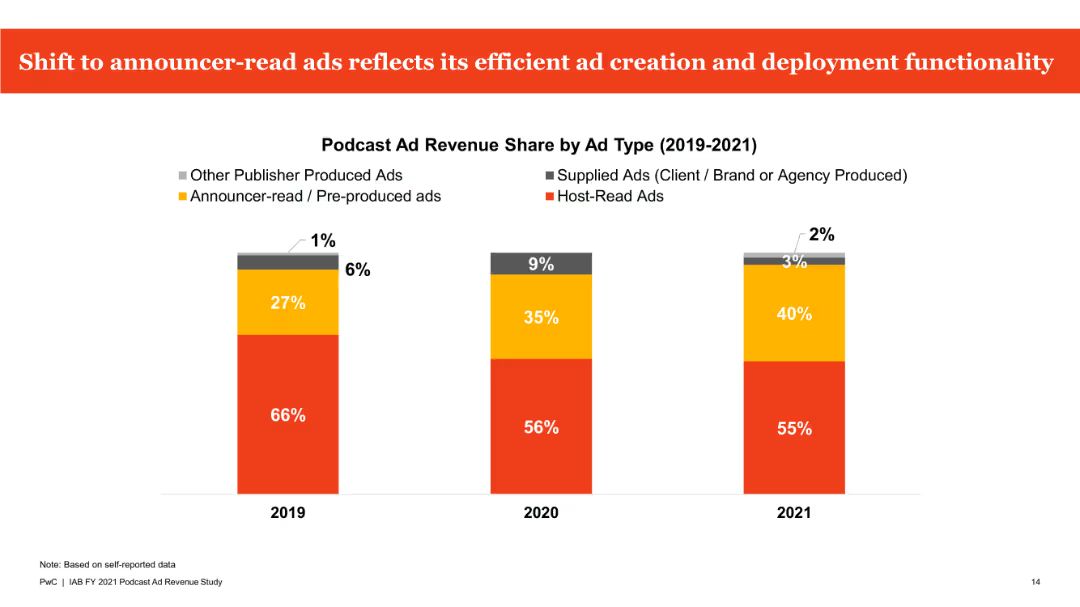 Shift to announcer-read ads reflects its efficient ad creation and deployment functionality
Podcast Ad Revenue Share by Ad Type (2019-2021)
Other Publisher Produced Ads
Supplied Ads (Client / Brand or Agency Produced)
Announcer-read / Pre-produced ads
Host-Read Ads
1%
6%
27%
66%
9%
35%
56%
2%
3%
40%
55%
2019
2020
2021
Note: Based on self-reported data
PwC | IAB FY 2021 Podcast Ad Revenue Study
14